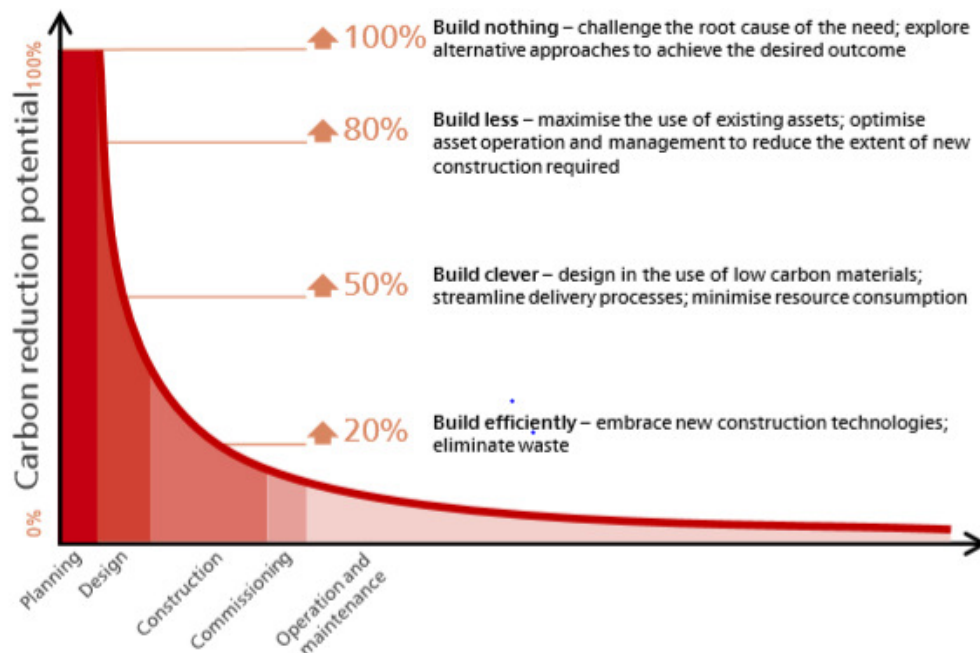 100%
Build nothing – challenge the root cause of the need; explore
alternative approaches to achieve the desired outcome
80%
Build less – maximise the use of existing assets; optimise
asset operation and management to reduce the extent of new
construction required
50%
Build clever – design in the use of low carbon materials;
streamline delivery processes; minimise resource consumption
20%
Build efficiently – embrace new construction technologies;
eliminate waste
Carbon reduction potential
100%
0%
Planning
Design
Construction
Commissioning
Operation and
maintenance